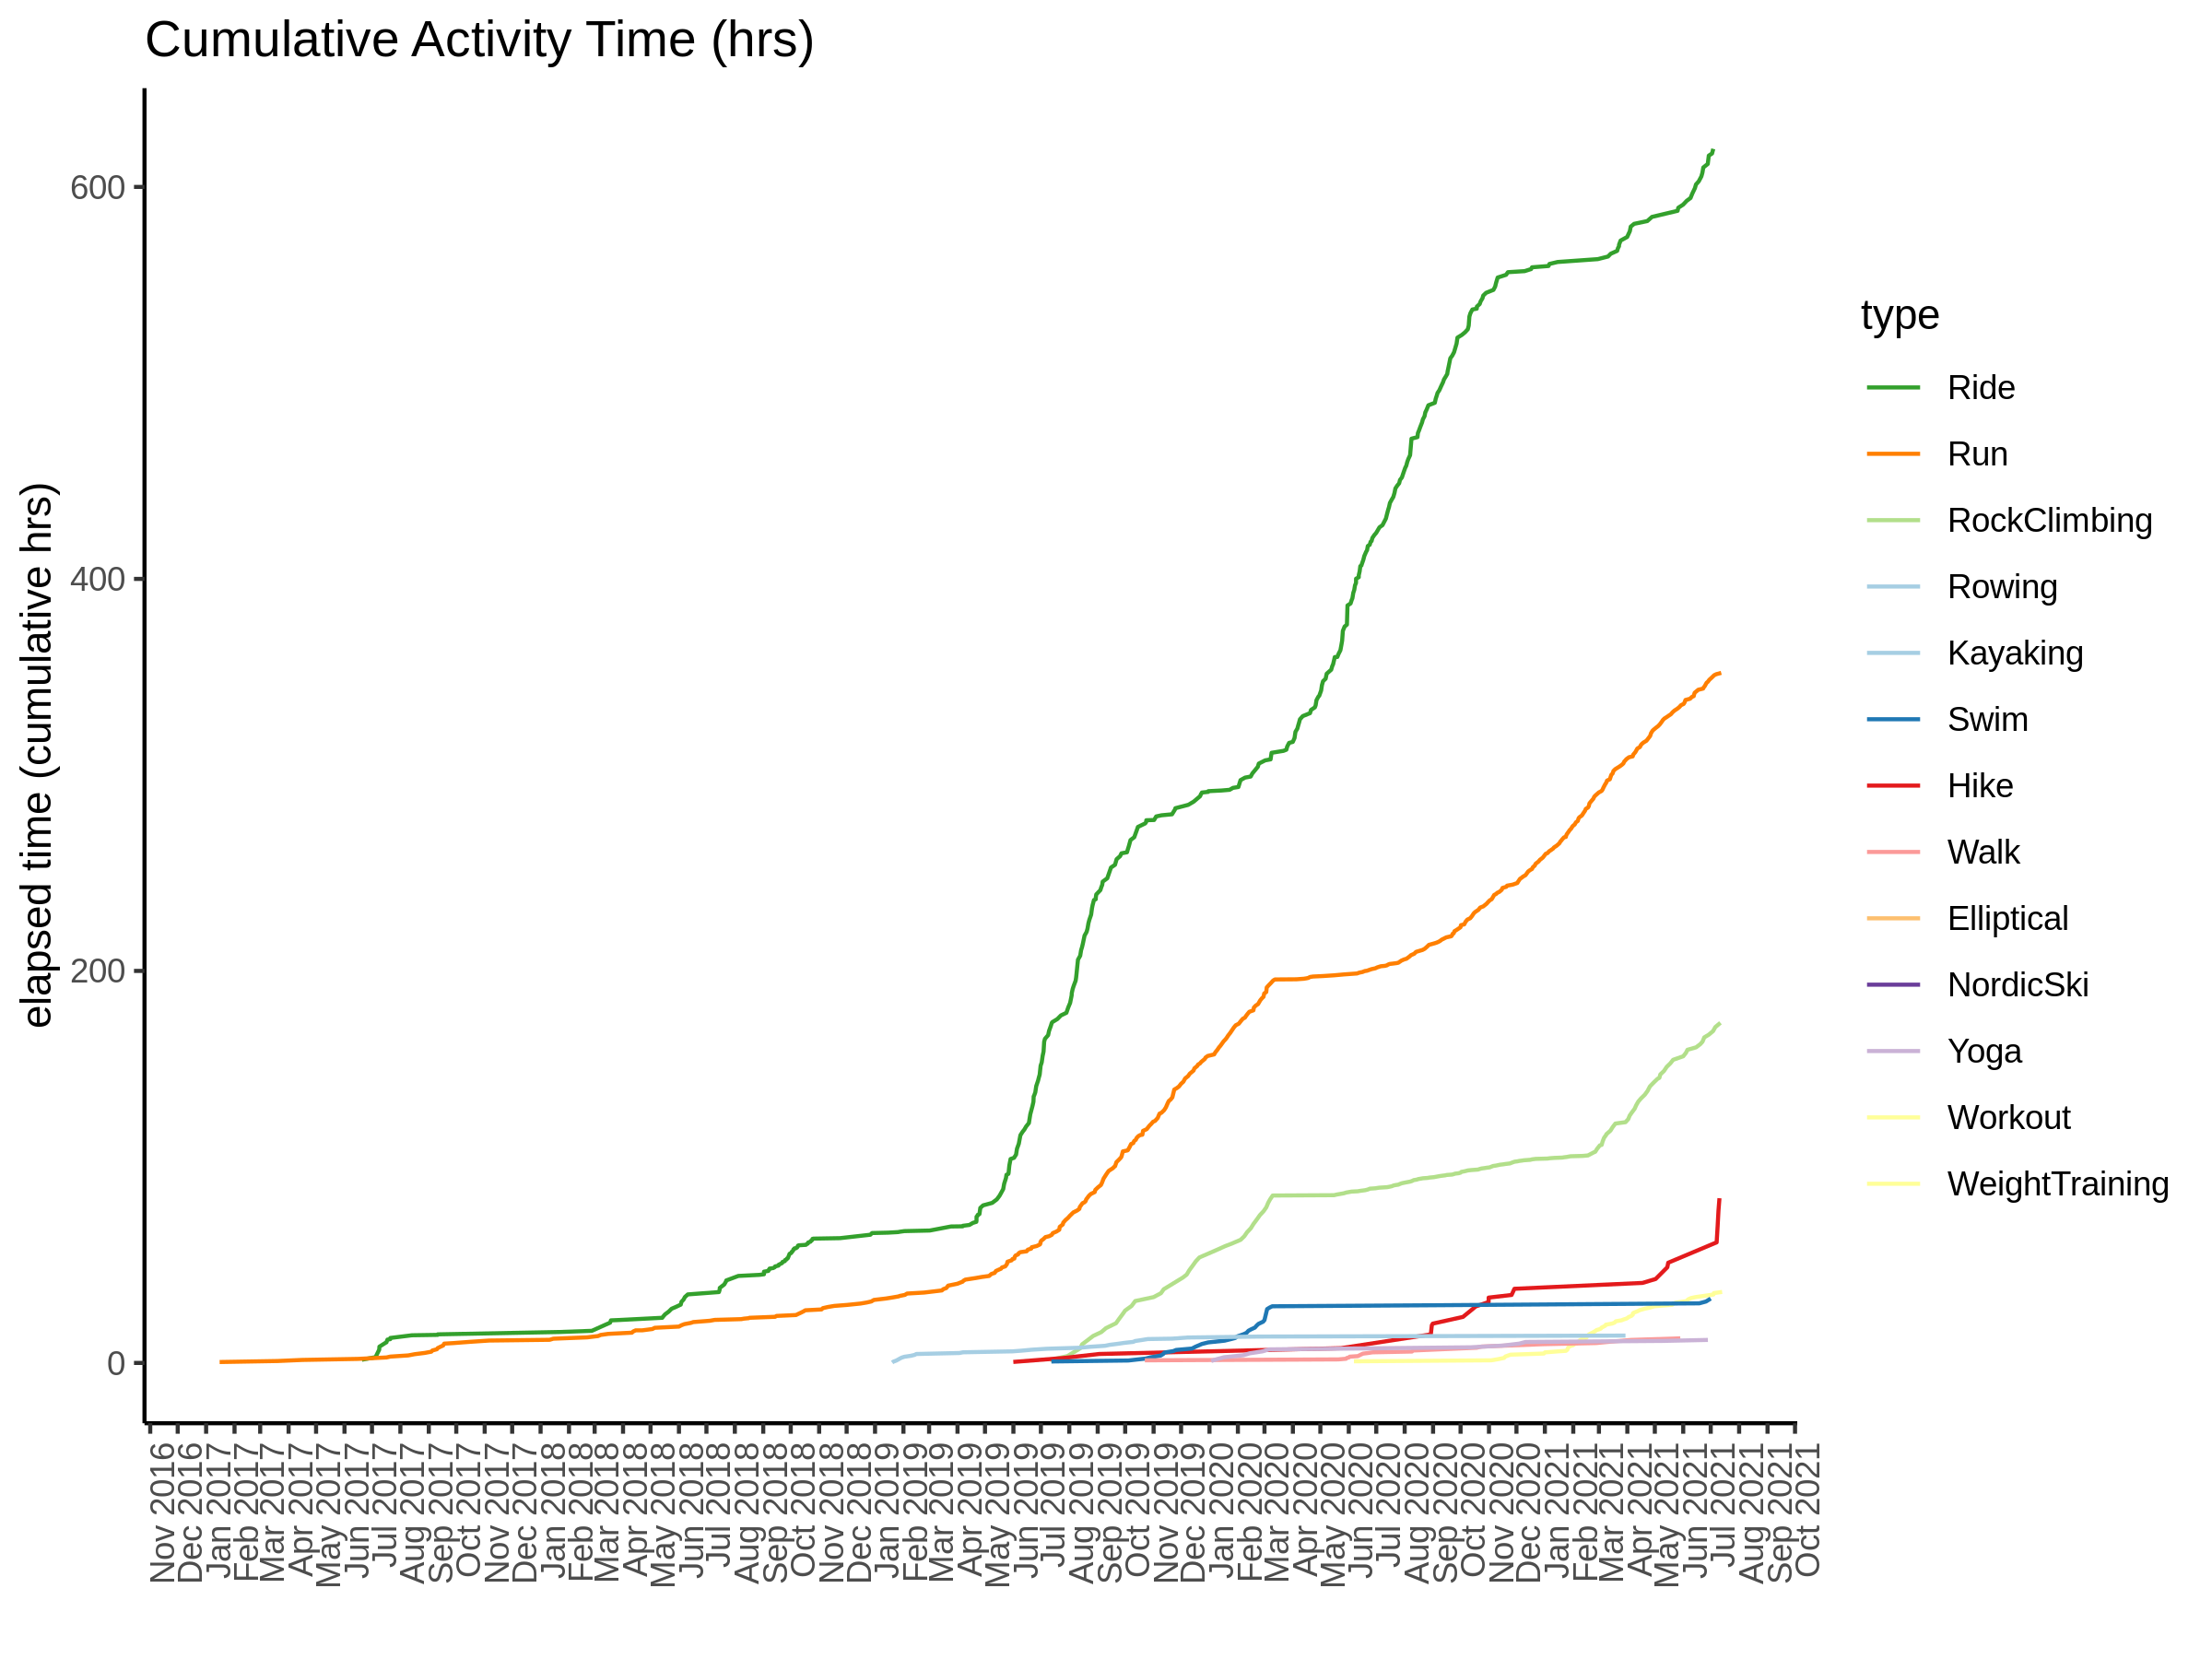 Cumulative Activity Time (hrs)
elapsed time (cumulative hrs)
600
400
200
0
Nov 2016
Dec 2016
Jan 2017
Feb 2017
Mar 2017
Apr 2017
May 2017
Jun 2017
Jul 2017
Aug 2017
Sep 2017
Oct 2017
Nov 2017
Dec 2017
Jan 2018
Feb 2018
Mar 2018
Apr 2018
May 2018
Jun 2018
Jul 2018
Aug 2018
Sep 2018
Oct 2018
Nov 2018
Dec 2018
Jan 2019
Feb 2019
Mar 2019
Apr 2019
May 2019
Jun 2019
Jul 2019
Aug 2019
Sep 2019
Oct 2019
Nov 2019
Dec 2019
Jan 2020
Feb 2020
Mar 2020
Apr 2020
May 2020
Jun 2020
Jul 2020
Aug 2020
Sep 2020
Oct 2020
Nov 2020
Dec 2020
Jan 2021
Feb 2021
Mar 2021
Apr 2021
May 2021
Jun 2021
Jul 2021
Aug 2021
Sep 2021
Oct 2021
type
Ride
Run
RockClimbing
Rowing
Kayaking
Swim
Hike
Walk
Elliptical
NordicSki
Yoga
Workout
WeightTraining